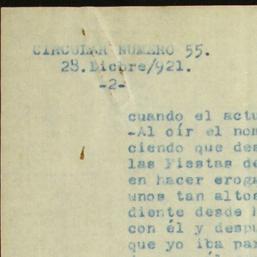 CIRCULAR NUMERO 55.
28.Dicbre/921.
-2-
cuando el actu
-Al oír el nom
ciendo que des
las Fiestas de
en hacer eroga
unos tan altos
diente desde h
con él y despu
que yo iba par